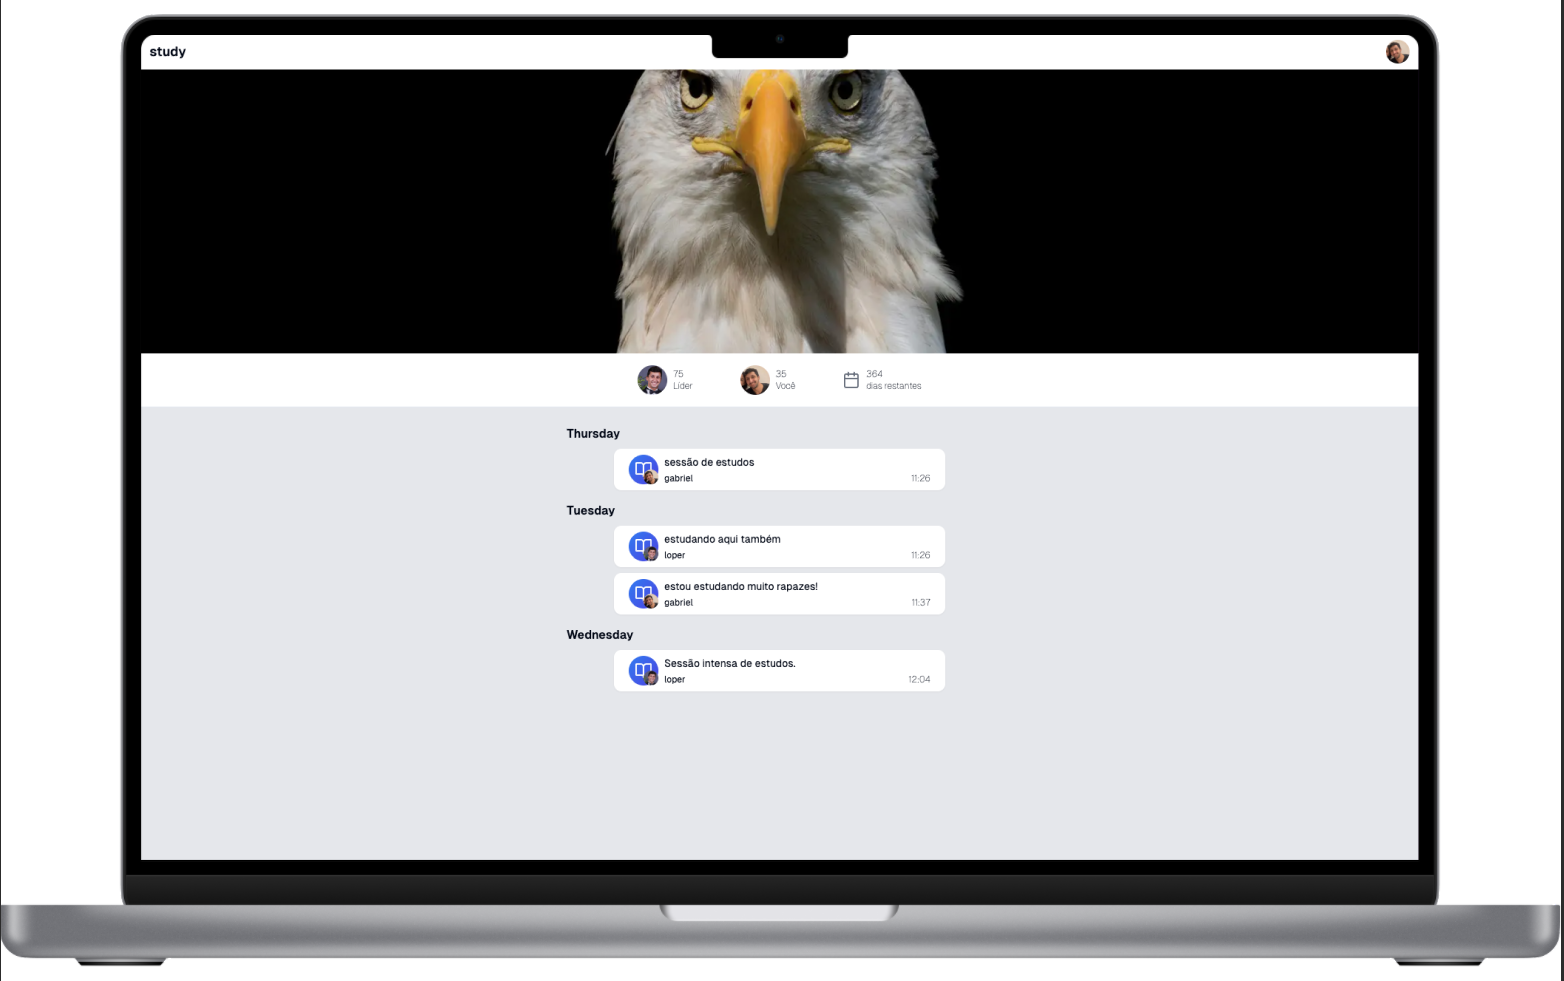 study
75
Líder
35
Você
364
dias restantes
Thursday
sessão de estudos
gabriel
11:26
Tuesday
estudando aqui também
loper
11:26
estou estudando muito rapazes!
gabriel
11:37
Wednesday
Sessão intensa de estudos.
loper
12:04